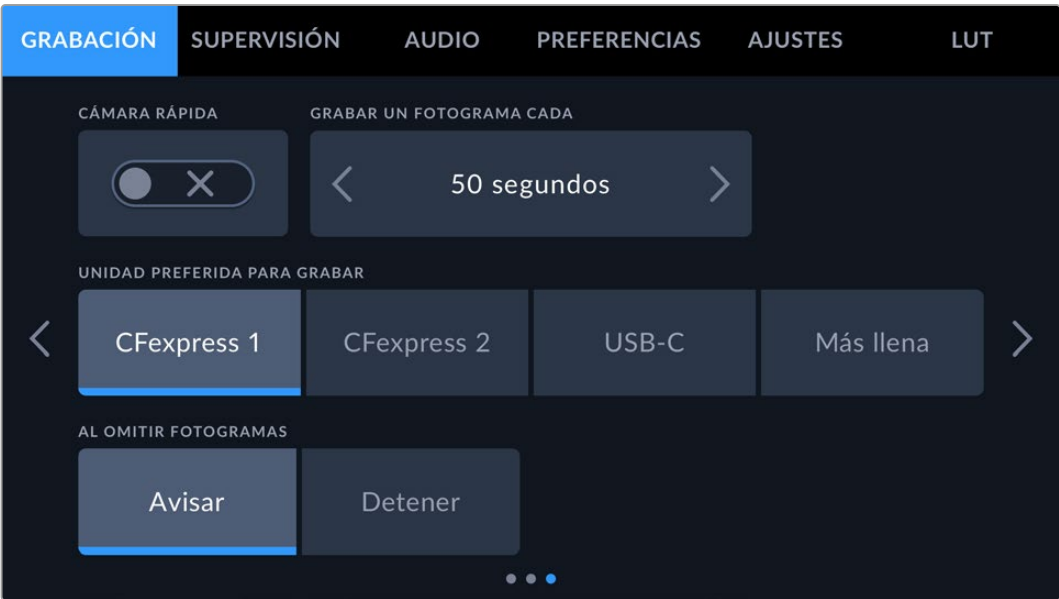 GRABACIÓN SUPERVISIÓN AUDIO PREFERENCIAS AJUSTES LUT
CÁMARA RÁPIDA GRABAR UN FOTOGRAMA CADA
50 segundos
UNIDAD PREFERIDA PARA GRABAR
CFexpress 1 CFexpress 2 USB-C Más llena
AL OMITIR FOTOGRAMAS
Avisar Detener